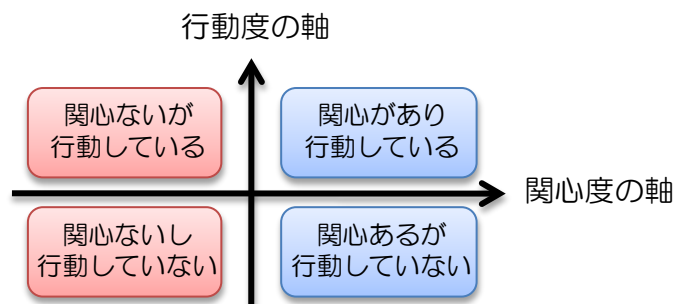 行動度の軸
関心ないが
行動している
関心があり
行動している
関心度の軸
関心ないし
行動していない
関心あるが
行動していない